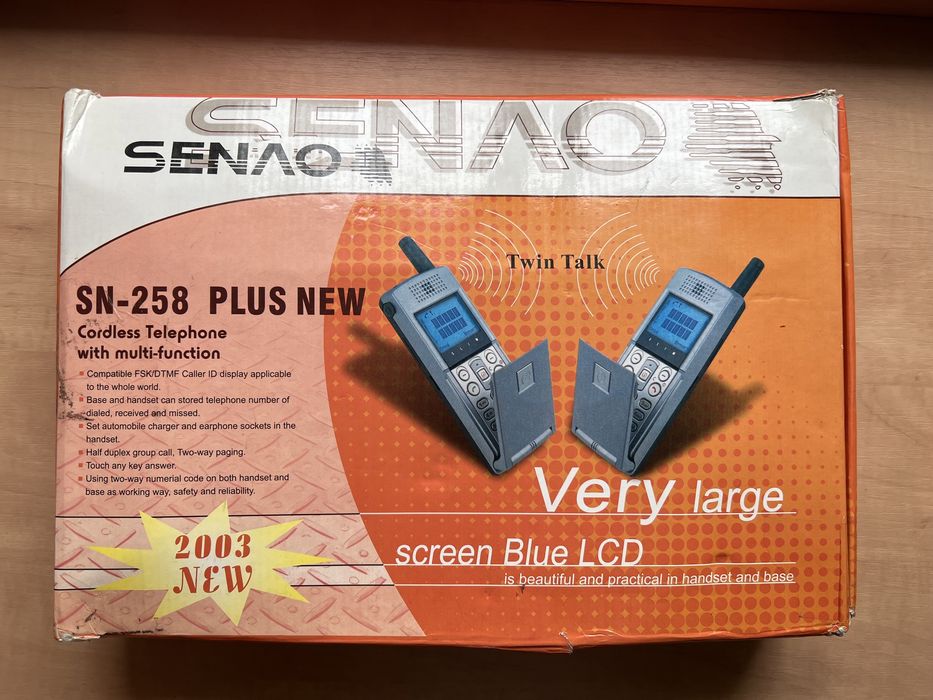 SENAO
SENAO
Twin Talk
SN-258 PLUS NEW
Cordless Telephone
with multi-function
Compatible FSK/DTMF Caller ID display applicable
to the whole world.
Base and handset can stored telephone number of
dialed, received and missed.
Set automobile charger and earphone sockets in the
handset.
Half duplex group call, Two-way paging.
Touch any key answer.
Using two-way numerial code on both handset and
base as working way, safety and reliability.
2003
NEW
Very large
screen Blue LCD
is beautiful and practical in handset and base